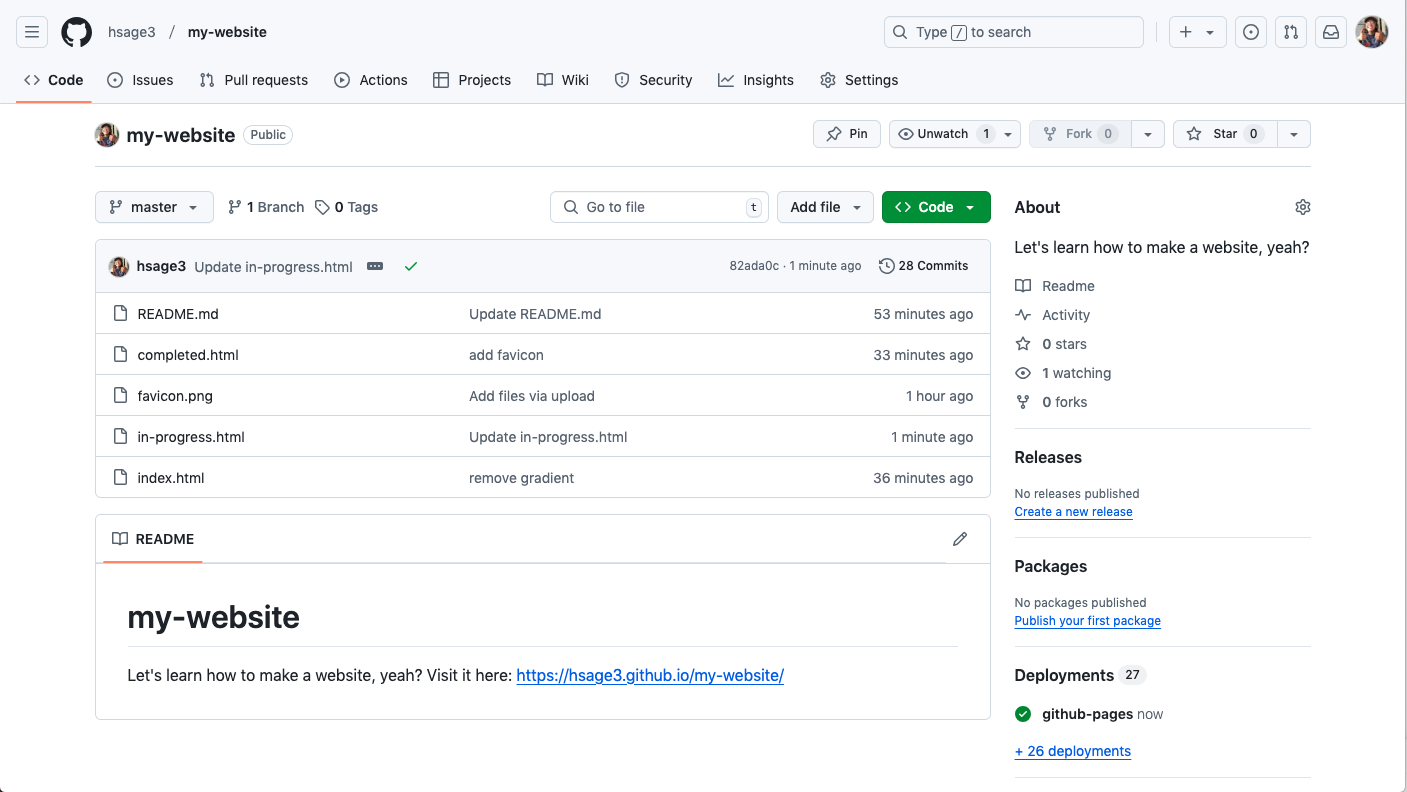 hsage3 / my-website
Type / to search
Code Issues Pull requests Actions Projects Wiki Security Insights Settings
my-website Public
Pin Unwatch 1 Fork 0 Star 0
master 1 Branch 0 Tags Go to file t Add file Code
hsage3 Update in-progress.html 82ada0c · 1 minute ago 28 Commits
README.md Update README.md 53 minutes ago
completed.html add favicon 33 minutes ago
favicon.png Add files via upload 1 hour ago
in-progress.html Update in-progress.html 1 minute ago
index.html remove gradient 36 minutes ago
README
my-website
Let's learn how to make a website, yeah? Visit it here: https://hsage3.github.io/my-website/
About
Let's learn how to make a website, yeah?
Readme
Activity
0 stars
1 watching
0 forks
Releases
No releases published
Create a new release
Packages
No packages published
Publish your first package
Deployments 27
github-pages now
+ 26 deployments